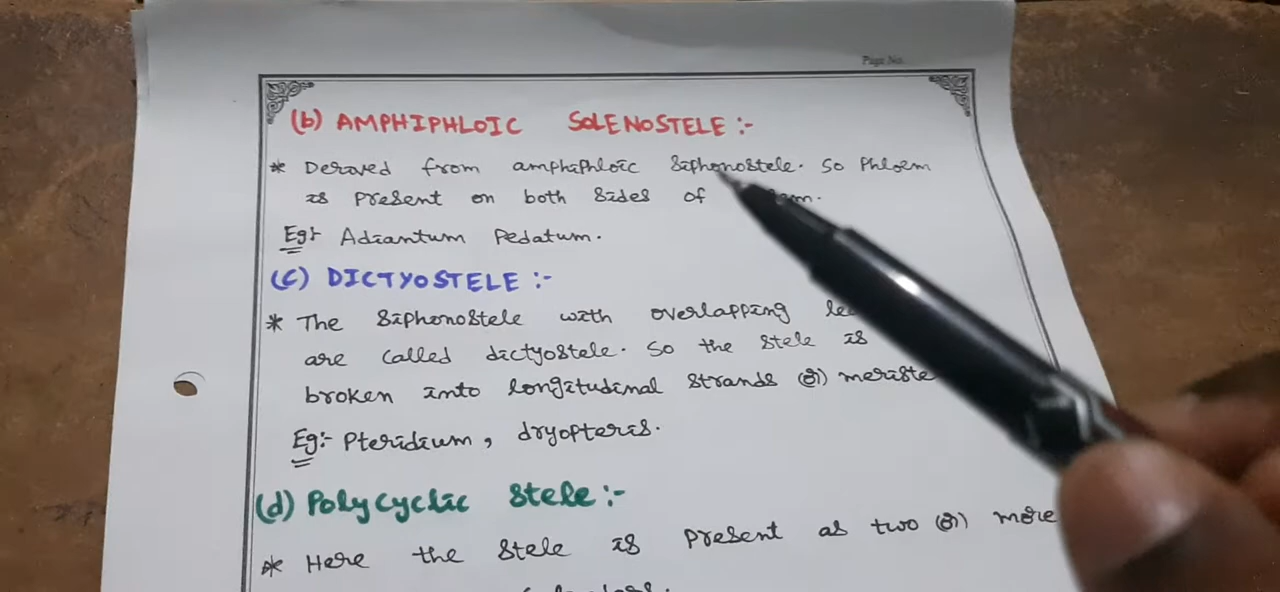 Page No.
(b) AMPHIPHLOIC SOLENOSTELE :-
* Deraved from amphiphloic Siphonostele. So Phloem
is present on both sides of
Eg:- Adiantum Pedatum.
(C) DICTYOSTELE :-
* The Siphonostele with overlapping
are called dictyostele. So the stele is
broken into longitudinal strands (or)
Eg:- Pteridium, dryopteris.
(d) Polycyclic Stele :-
* Here the stele is present as two (or) more